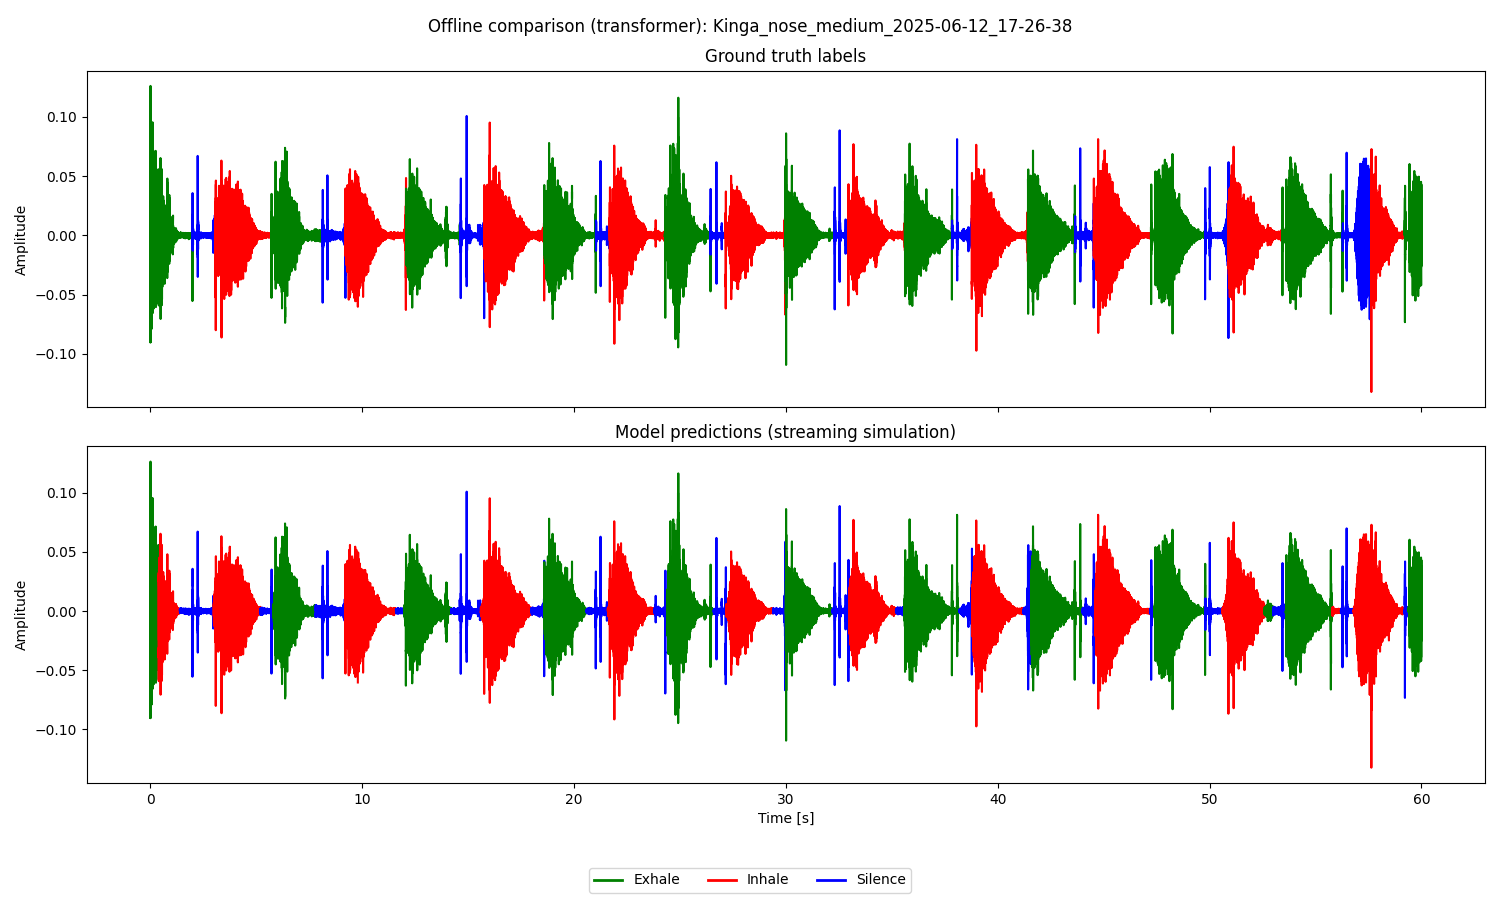 Offline comparison (transformer): Kinga_nose_medium_2025-06-12_17-26-38
Ground truth labels
Amplitude
0.10
0.05
0.00
−0.05
−0.10
Model predictions (streaming simulation)
Amplitude
0.10
0.05
0.00
−0.05
−0.10
0 10 20 30 40 50 60
Time [s]
Exhale Inhale Silence